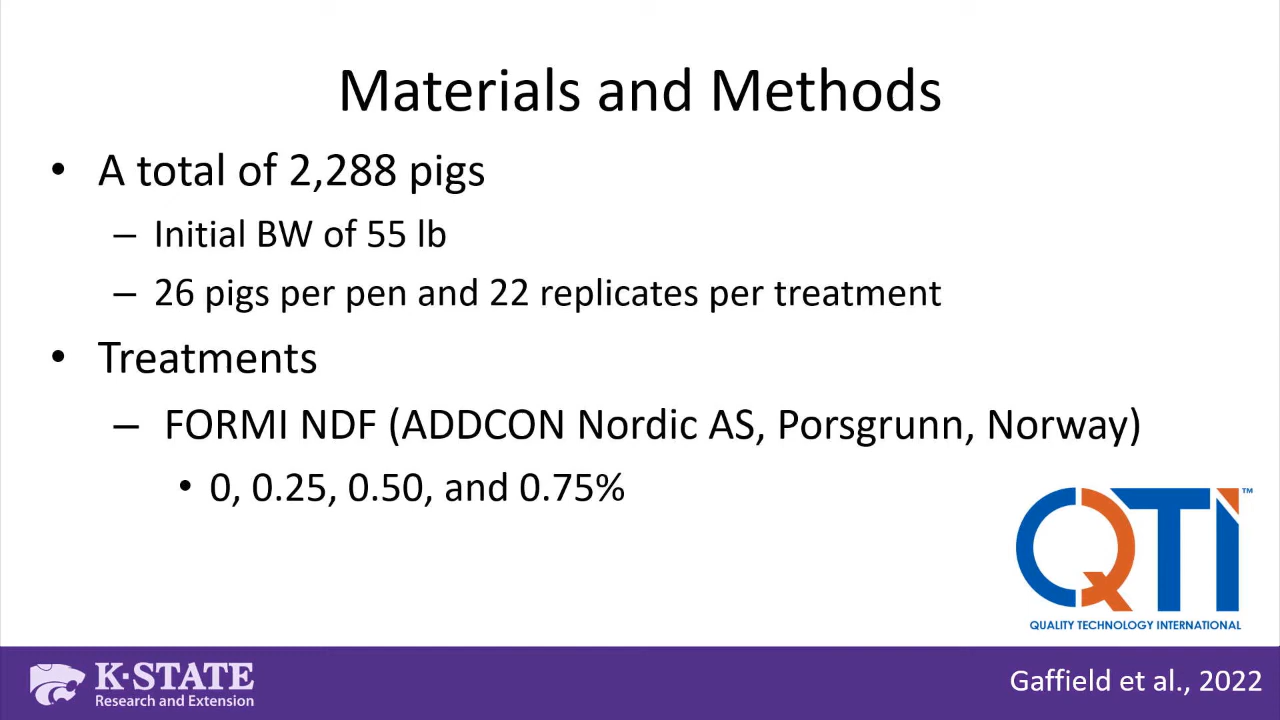 Materials and Methods
• A total of 2,288 pigs
– Initial BW of 55 lb
– 26 pigs per pen and 22 replicates per treatment
• Treatments
– FORMI NDF (ADDCON Nordic AS, Porsgrunn, Norway)
• 0, 0.25, 0.50, and 0.75%
QTI™
QUALITY TECHNOLOGY INTERNATIONAL
K-STATE
Research and Extension
Gaffield et al., 2022